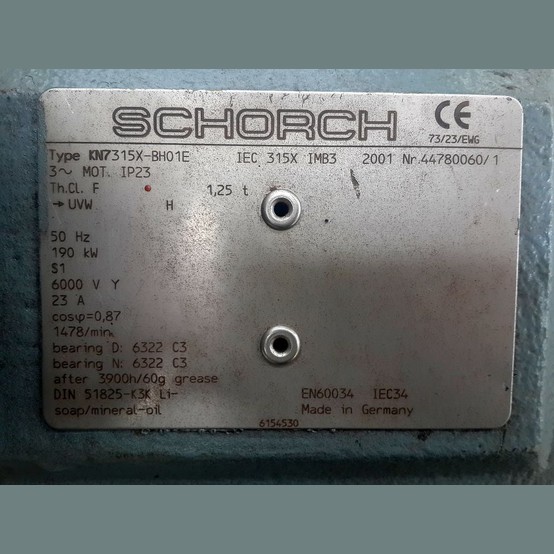 SCHORCH
CE
73/23/EWG
Type KN7315X-BH01E IEC 315X IMB3 2001 Nr.44780060/1
3~ MOT. IP23
Th.Cl. F 1,25 t
→UVW H
50 Hz
190 kW
S1
6000 V Y
23 A
cosφ=0,87
1478/min
bearing D: 6322 C3
bearing N: 6322 C3
after 3900h/60g grease
DIN 51825-K3K Li- EN60034 IEC34
soap/mineral-oil Made in Germany
6154530